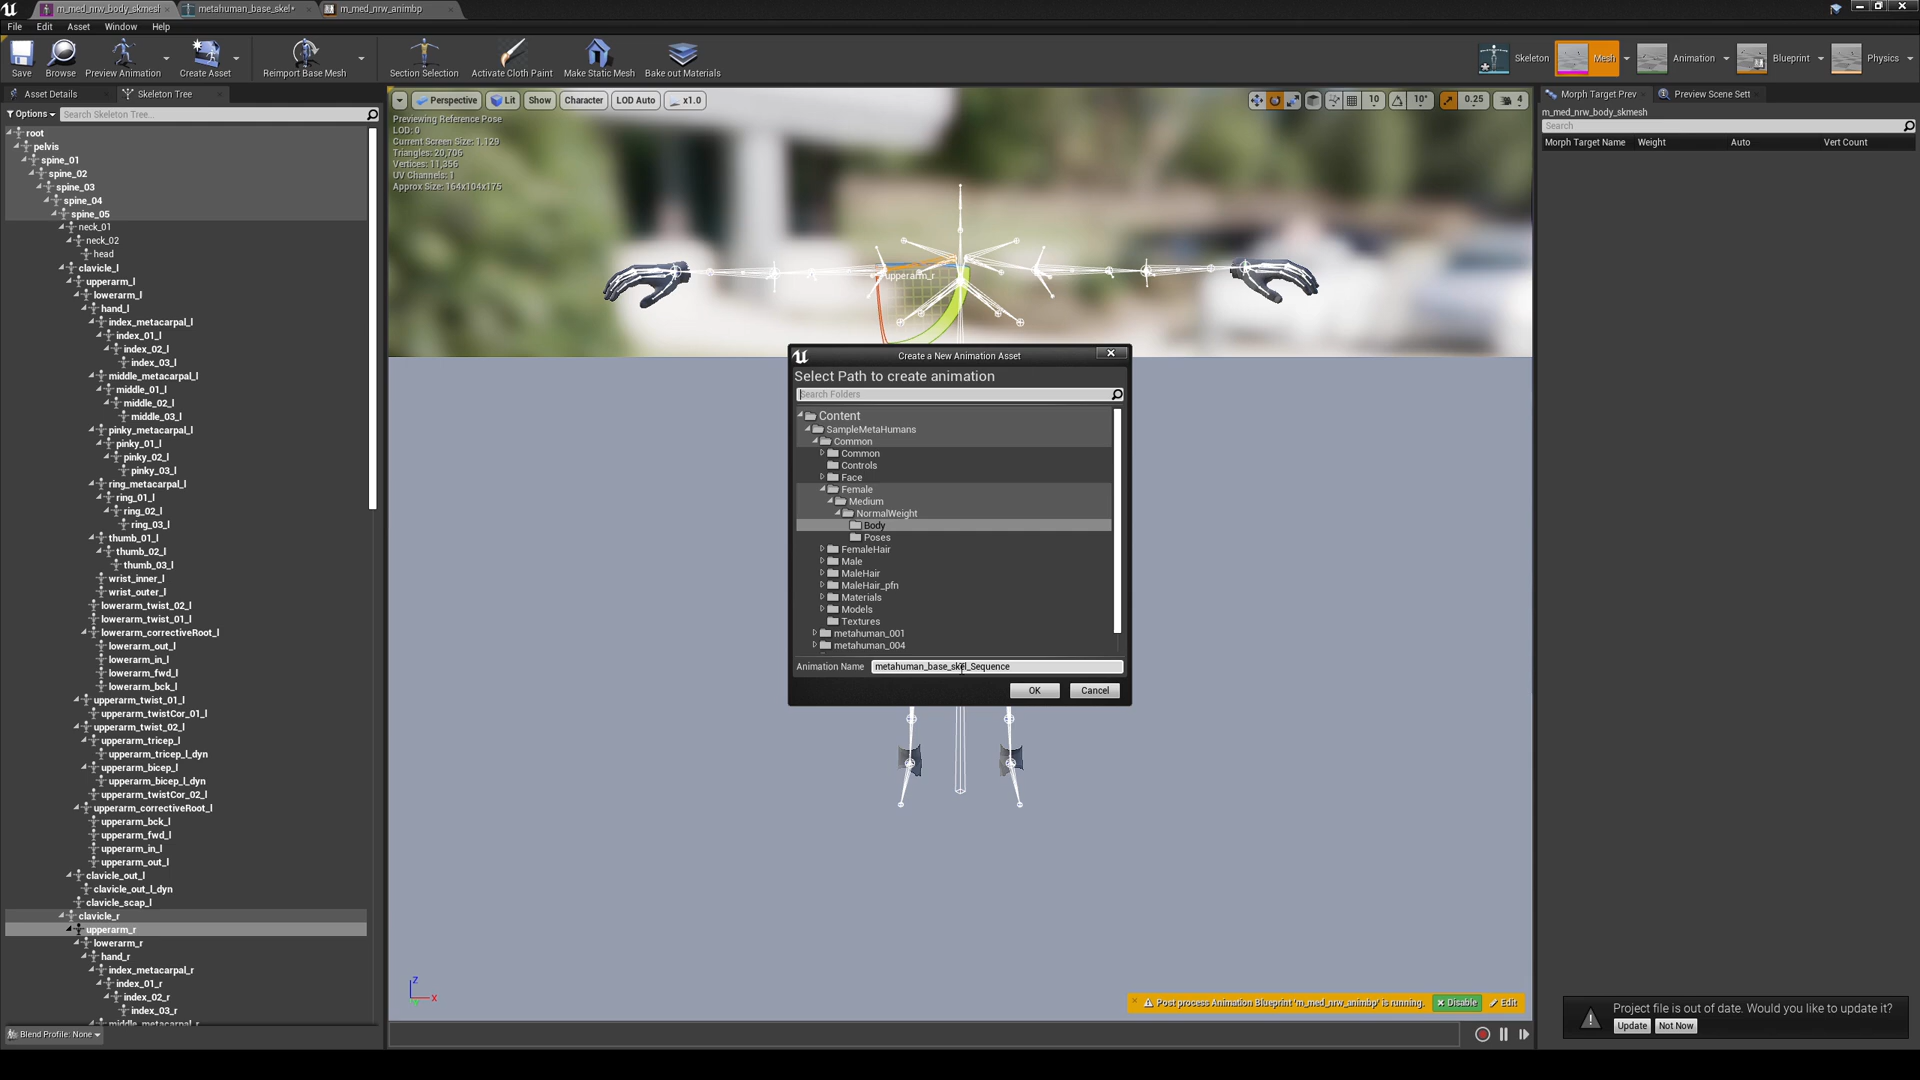 m_med_nrw_body_skmesh
metahuman_base_skel*
m_med_nrw_animbp
File Edit Asset Window Help
Save
Browse
Preview Animation
Create Asset
Reimport Base Mesh
Section Selection
Activate Cloth Paint
Make Static Mesh
Bake out Materials
Skeleton
Mesh
Animation
Blueprint
Physics
Asset Details
Skeleton Tree
Options
Search Skeleton Tree...
root
pelvis
spine_01
spine_02
spine_03
spine_04
spine_05
neck_01
neck_02
head
clavicle_l
upperarm_l
lowerarm_l
hand_l
index_metacarpal_l
index_01_l
index_02_l
index_03_l
middle_metacarpal_l
middle_01_l
middle_02_l
middle_03_l
pinky_metacarpal_l
pinky_01_l
pinky_02_l
pinky_03_l
ring_metacarpal_l
ring_01_l
ring_02_l
ring_03_l
thumb_01_l
thumb_02_l
thumb_03_l
wrist_inner_l
wrist_outer_l
lowerarm_twist_02_l
lowerarm_twist_01_l
lowerarm_correctiveRoot_l
lowerarm_out_l
lowerarm_in_l
lowerarm_fwd_l
lowerarm_bck_l
upperarm_twist_01_l
upperarm_twistCor_01_l
upperarm_twist_02_l
upperarm_tricep_l
upperarm_tricep_l_dyn
upperarm_bicep_l
upperarm_bicep_l_dyn
upperarm_twistCor_02_l
upperarm_correctiveRoot_l
upperarm_bck_l
upperarm_fwd_l
upperarm_in_l
upperarm_out_l
clavicle_out_l
clavicle_out_l_dyn
clavicle_scap_l
clavicle_r
upperarm_r
lowerarm_r
hand_r
index_metacarpal_r
index_01_r
index_02_r
index_03_r
middle_metacarpal_r
Blend Profile: None
Perspective
Lit
Show
Character
LOD Auto
x1.0
10
10°
0.25
4
Previewing Reference Pose
LOD: 0
Current Screen Size: 1.129
Triangles: 20,706
Vertices: 11,356
UV Channels: 1
Approx Size: 164x104x175
upperarm_r
Create a New Animation Asset
Select Path to create animation
Search Folders
Content
SampleMetaHumans
Common
Common
Controls
Face
Female
Medium
NormalWeight
Body
Poses
FemaleHair
Male
MaleHair
MaleHair_pfn
Materials
Models
Textures
metahuman_001
metahuman_004
Animation Name
metahuman_base_skel_Sequence
OK
Cancel
Z
X
Post process Animation Blueprint 'm_med_nrw_animbp' is running.
Disable
Edit
Morph Target Prev
Preview Scene Sett
m_med_nrw_body_skmesh
Search
Morph Target Name Weight Auto Vert Count
Project file is out of date. Would you like to update it?
Update
Not Now